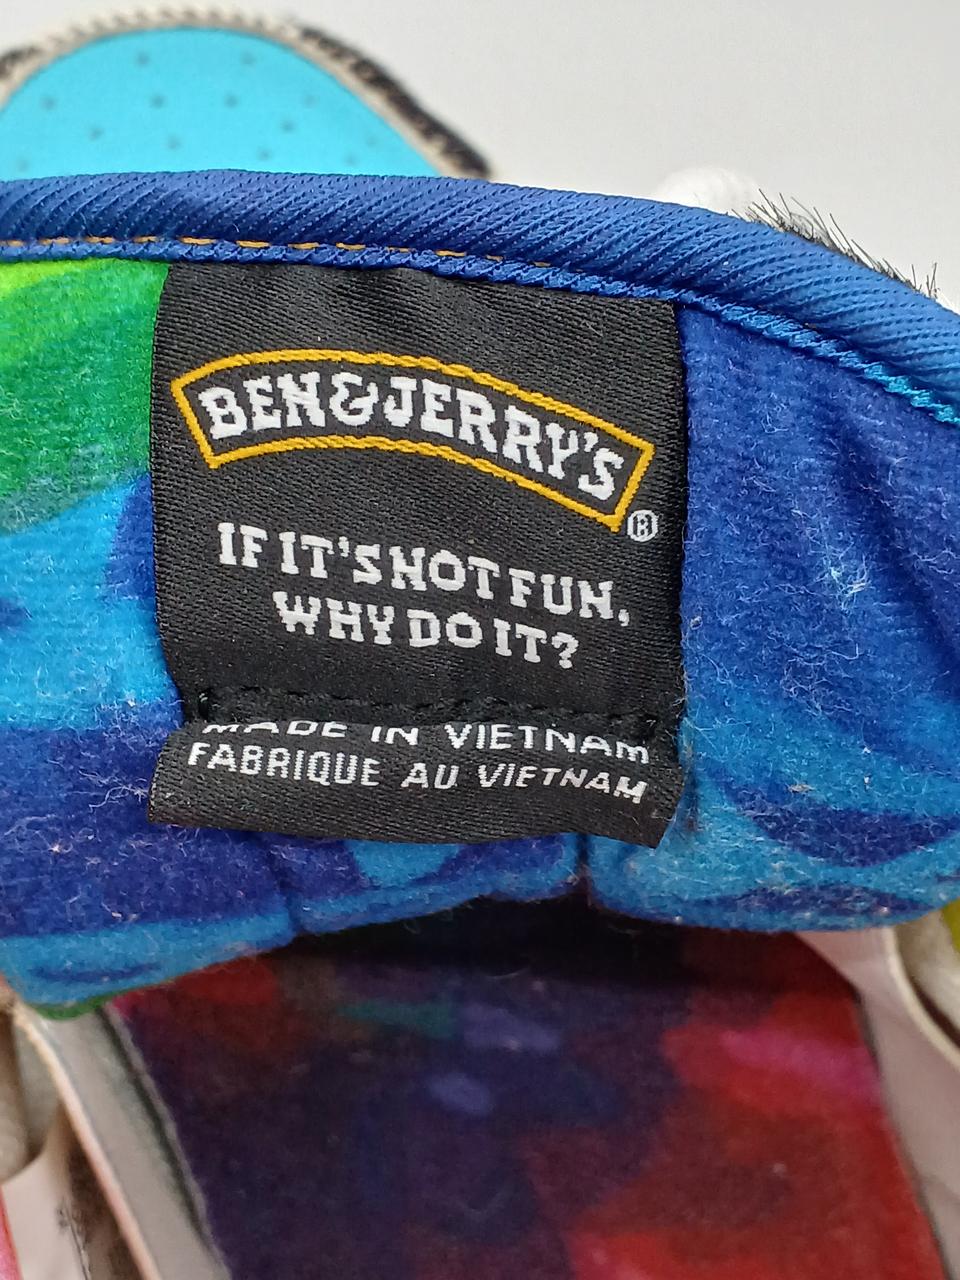 BEN&JERRY'S
®
IF IT'S NOT FUN,
WHY DO IT?
MADE IN VIETNAM
FABRIQUE AU VIETNAM